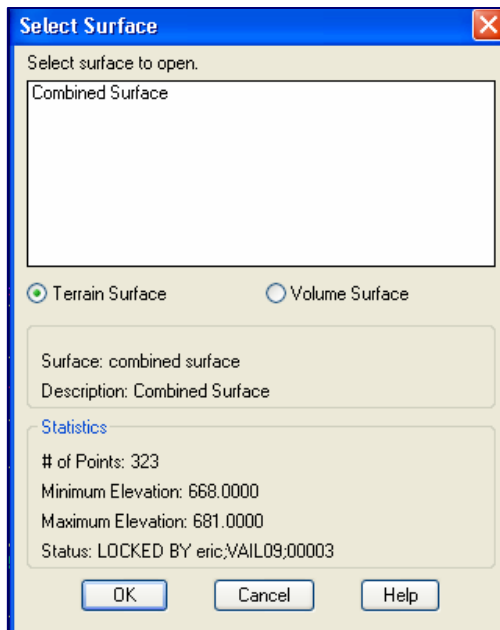 Select Surface
Select surface to open.
Combined Surface
Terrain Surface Volume Surface
Surface: combined surface
Description: Combined Surface
Statistics
# of Points: 323
Minimum Elevation: 668.0000
Maximum Elevation: 681.0000
Status: LOCKED BY eric;VAIL09;00003
OK Cancel Help